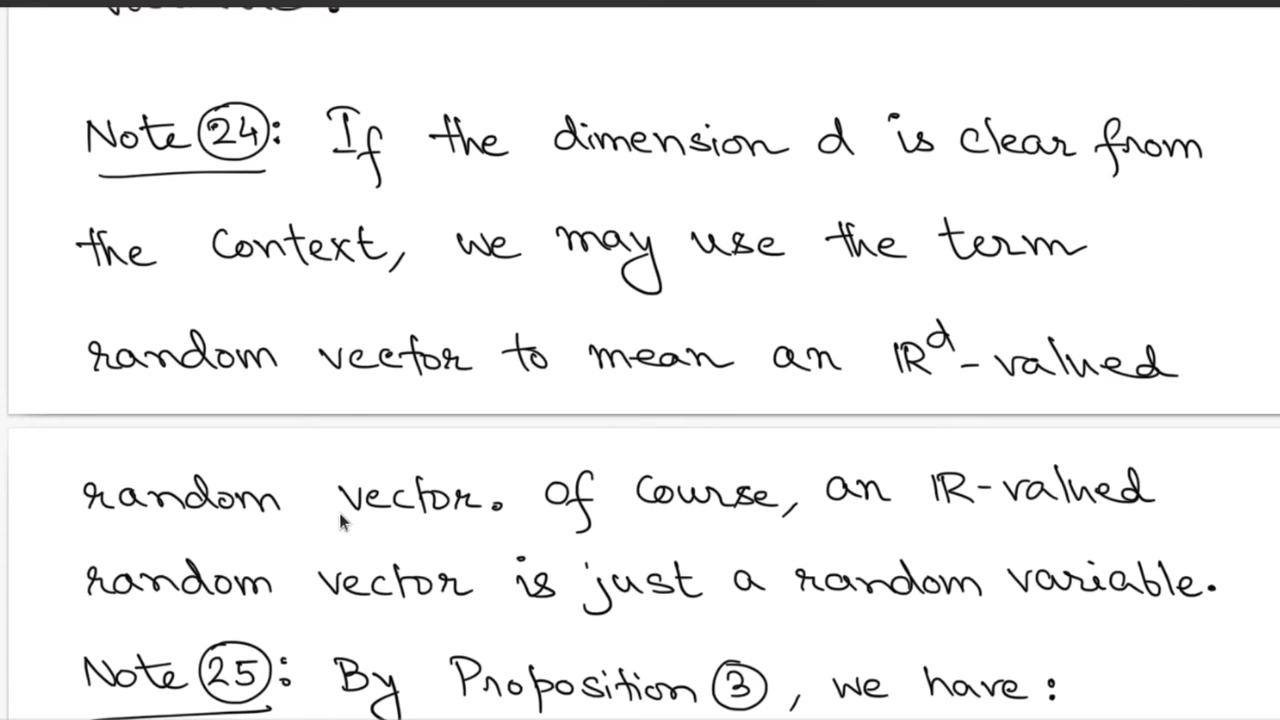 Note 24: If the dimension d is clear from
the context, we may use the term
random vector to mean an ℝᵈ-valued
random vector. Of course, an ℝ-valued
random vector is just a random variable.
Note 25: By Proposition 3, we have: